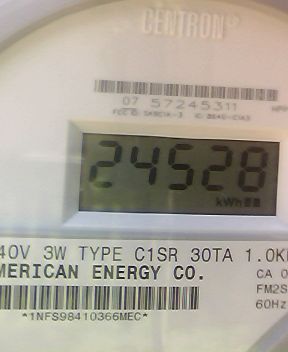 CENTRON®
07 57245311
24528
kWh
40V 3W TYPE C1SR 30TA 1.0K
MERICAN ENERGY CO.
CA 0
FM2S
60Hz
*1NFS98410366MEC*